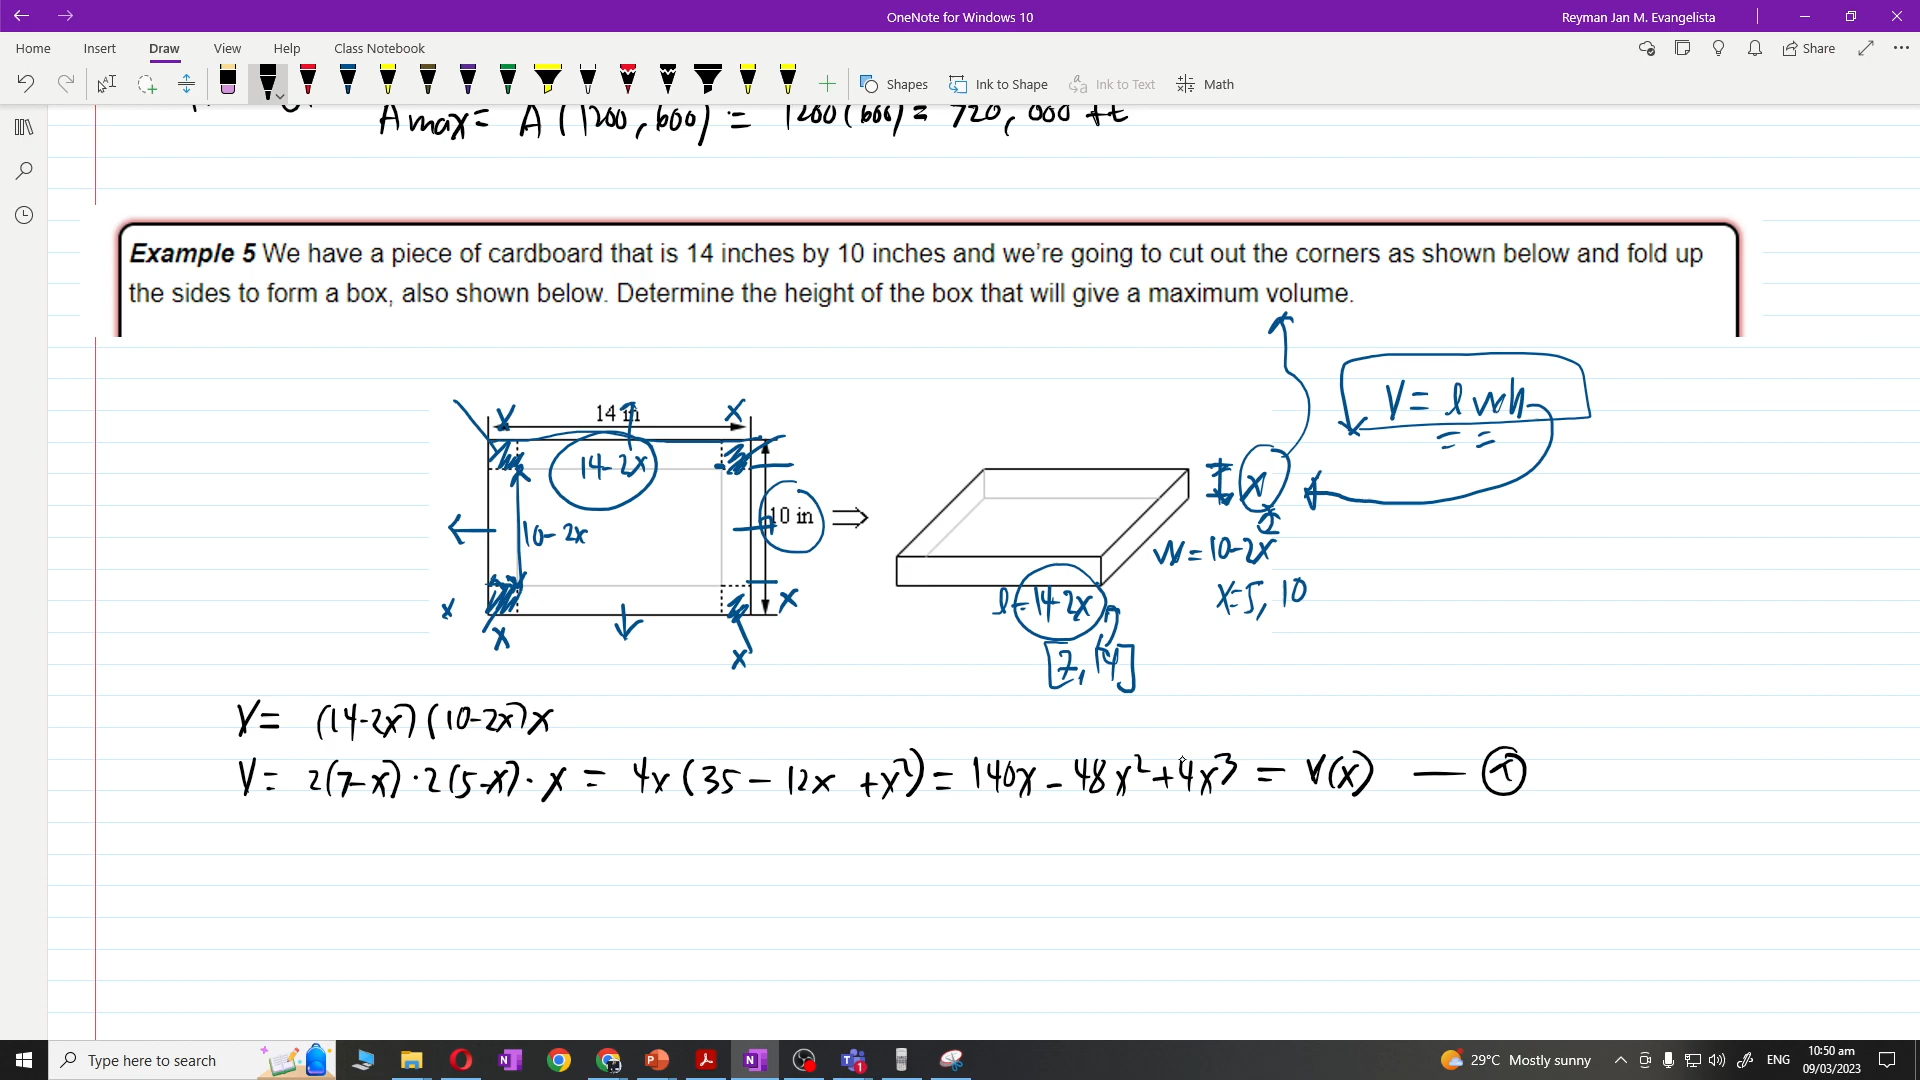 OneNote for Windows 10
Reyman Jan M. Evangelista
Home Insert Draw View Help Class Notebook
Share
Shapes Ink to Shape Ink to Text Math
A max = A (1200, 600) = 1200(600) = 720, 000 ft
Example 5 We have a piece of cardboard that is 14 inches by 10 inches and we're going to cut out the corners as shown below and fold up
the sides to form a box, also shown below. Determine the height of the box that will give a maximum volume.
V = lwh
x 14 in x
14-2x
x
10 in
10-2x
w = 10-2x
x=5, 10
l = 14-2x
x x
x x
[7, 14]
V = (14-2x)(10-2x)x
V = 2(7-x)·2(5-x)·x = 4x(35 - 12x + x²) = 140x - 48x² + 4x³ = V(x) —
Type here to search
29°C Mostly sunny
ENG
10:50 am
09/03/2023